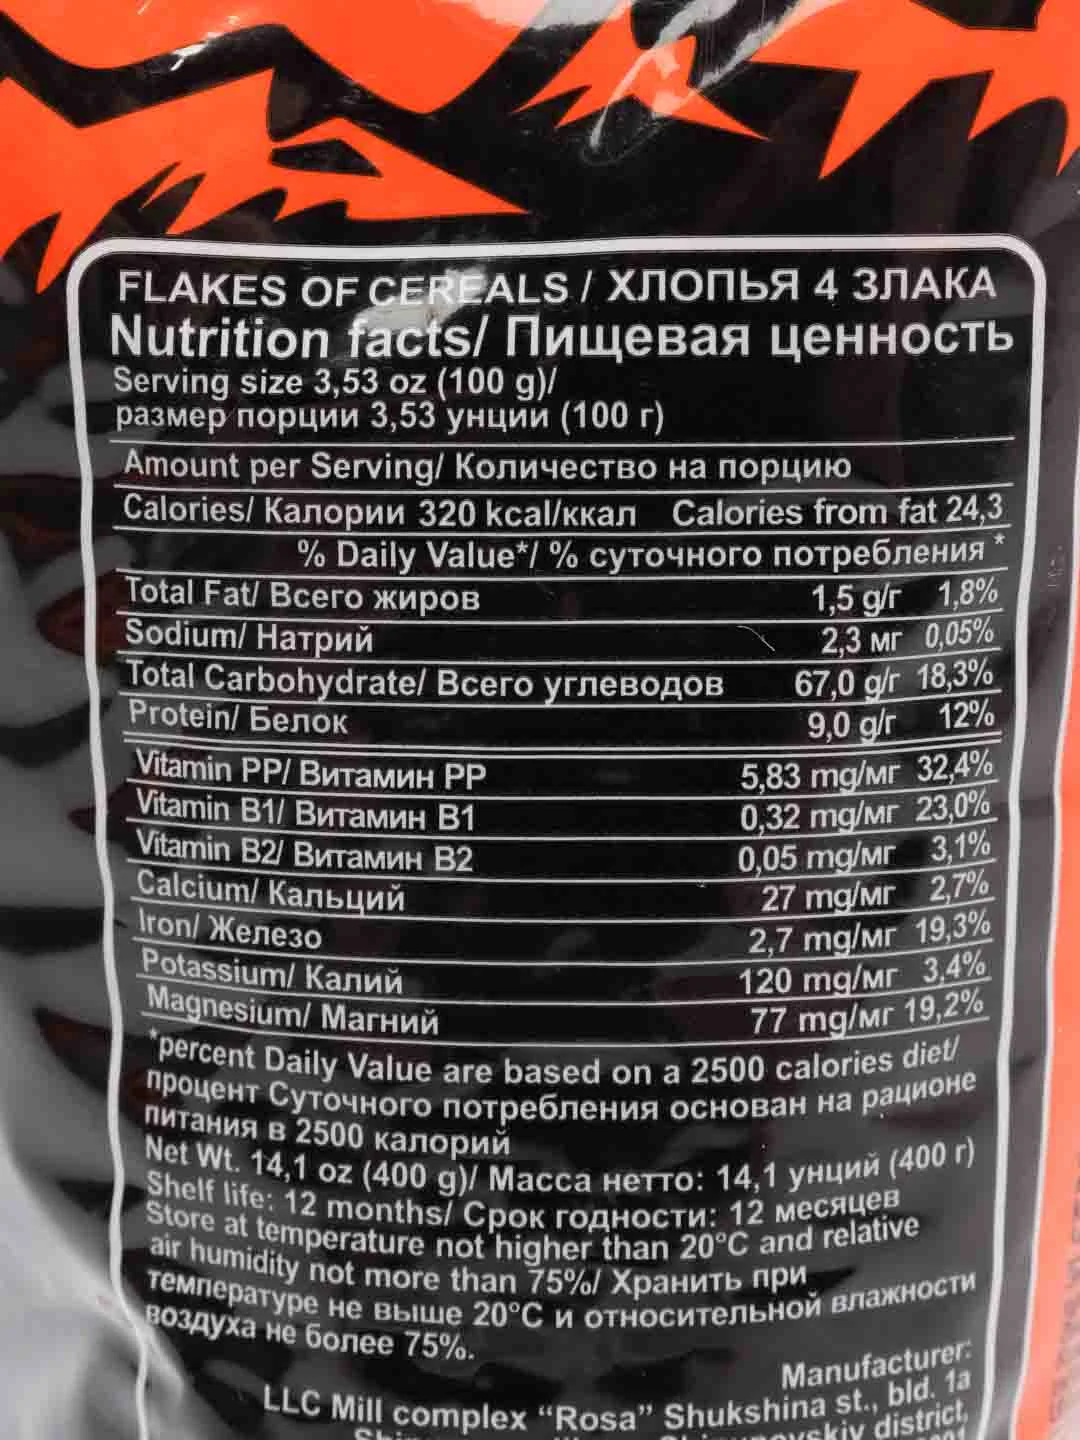 FLAKES OF CEREALS / ХЛОПЬЯ 4 ЗЛАКА
Nutrition facts/ Пищевая ценность
Serving size 3,53 oz (100 g)/
размер порции 3,53 унции (100 г)
Amount per Serving/ Количество на порцию
Calories/ Калории 320 kcal/ккал Calories from fat 24,3
% Daily Value*/ % суточного потребления *
Total Fat/ Всего жиров 1,5 g/г 1,8%
Sodium/ Натрий 2,3 мг 0,05%
Total Carbohydrate/ Всего углеводов 67,0 g/г 18,3%
Protein/ Белок 9,0 g/г 12%
Vitamin PP/ Витамин PP 5,83 mg/мг 32,4%
Vitamin B1/ Витамин B1 0,32 mg/мг 23,0%
Vitamin B2/ Витамин B2 0,05 mg/мг 3,1%
Calcium/ Кальций 27 mg/мг 2,7%
Iron/ Железо 2,7 mg/мг 19,3%
Potassium/ Калий 120 mg/мг 3,4%
Magnesium/ Магний 77 mg/мг 19,2%
*percent Daily Value are based on a 2500 calories diet/
процент Суточного потребления основан на рационе
питания в 2500 калорий
Net Wt. 14,1 oz (400 g)/ Масса нетто: 14,1 унций (400 г)
Shelf life: 12 months/ Срок годности: 12 месяцев
Store at temperature not higher than 20°C and relative
air humidity not more than 75%/ Хранить при
температуре не выше 20°С и относительной влажности
воздуха не более 75%.
Manufacturer:
LLC Mill complex “Rosa” Shukshina st., bld. 1a
district,